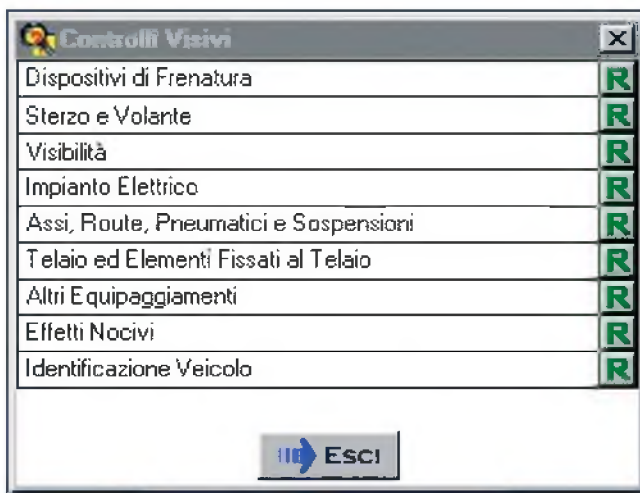 Controlli Visivi
Dispositivi di Frenatura R
Sterzo e Volante R
Visibilità R
Impianto Elettrico R
Assi, Ruote, Pneumatici e Sospensioni R
Telaio ed Elementi Fissati al Telaio R
Altri Equipaggiamenti R
Effetti Nocivi R
Identificazione Veicolo R
Esci